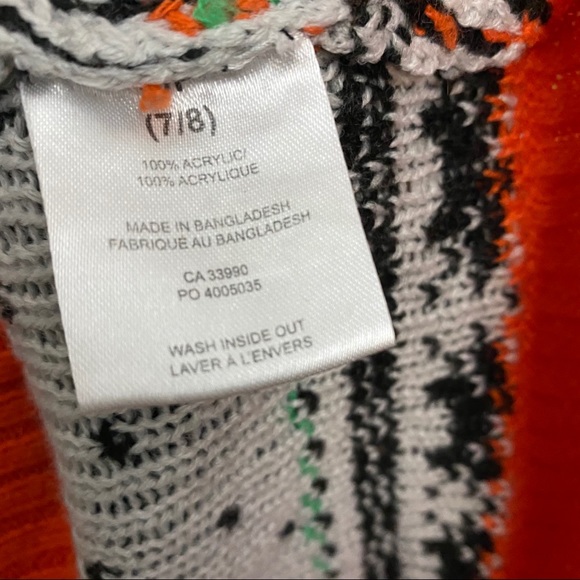 (7/8)
100% ACRYLIC/
100% ACRYLIQUE
MADE IN BANGLADESH
FABRIQUÉ AU BANGLADESH
CA 33990
PO 4005035
WASH INSIDE OUT
LAVER À L'ENVERS